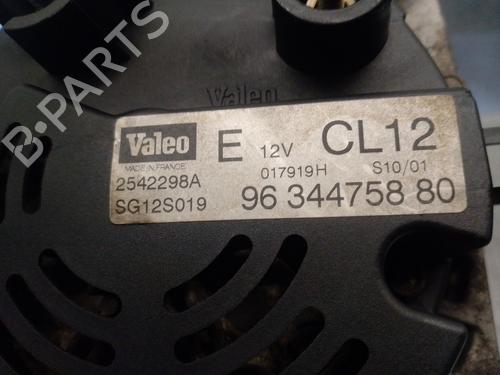 B-PARTS
Valeo
Valeo E 12V CL12
MADE IN FRANCE 017919H S10/01
2542298A
SG12S019 96 344758 80